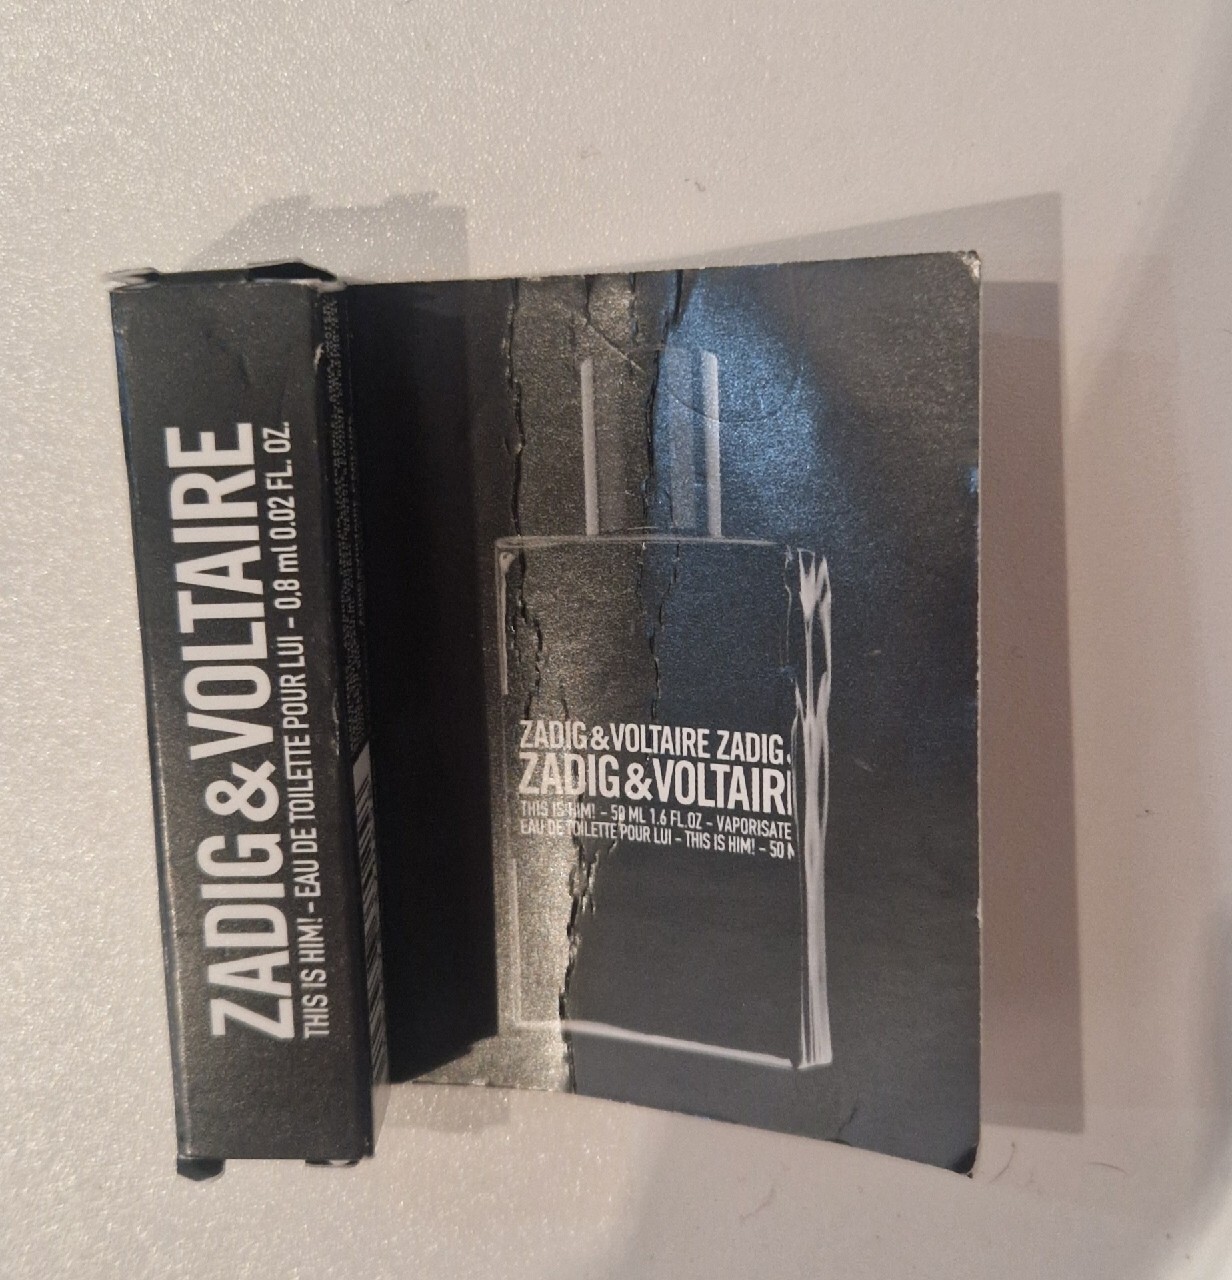 ZADIG&VOLTAIRE
THIS IS HIM! – EAU DE TOILETTE POUR LUI – 0,8 ml 0.02 FL. OZ.
ZADIG&VOLTAIRE ZADIG&
ZADIG&VOLTAIR
THIS IS HIM! – 50 ML 1.6 FL.OZ – VAPORISATE
EAU DE TOILETTE POUR LUI – THIS IS HIM! – 50 M